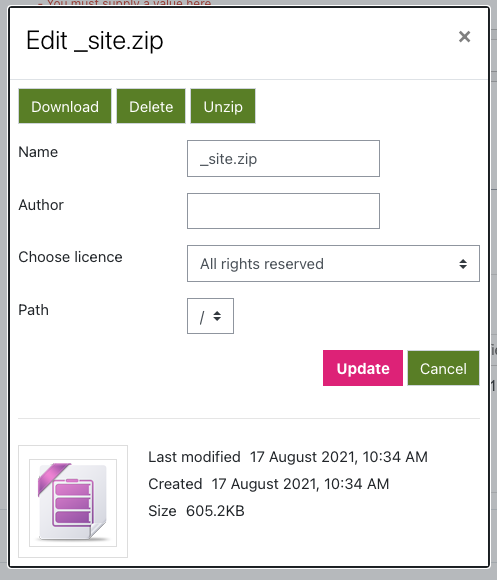 You must supply a value here
Edit _site.zip
×
Download Delete Unzip
Name _site.zip
Author
Choose licence All rights reserved
Path /
Update Cancel
Last modified 17 August 2021, 10:34 AM
Created 17 August 2021, 10:34 AM
Size 605.2KB